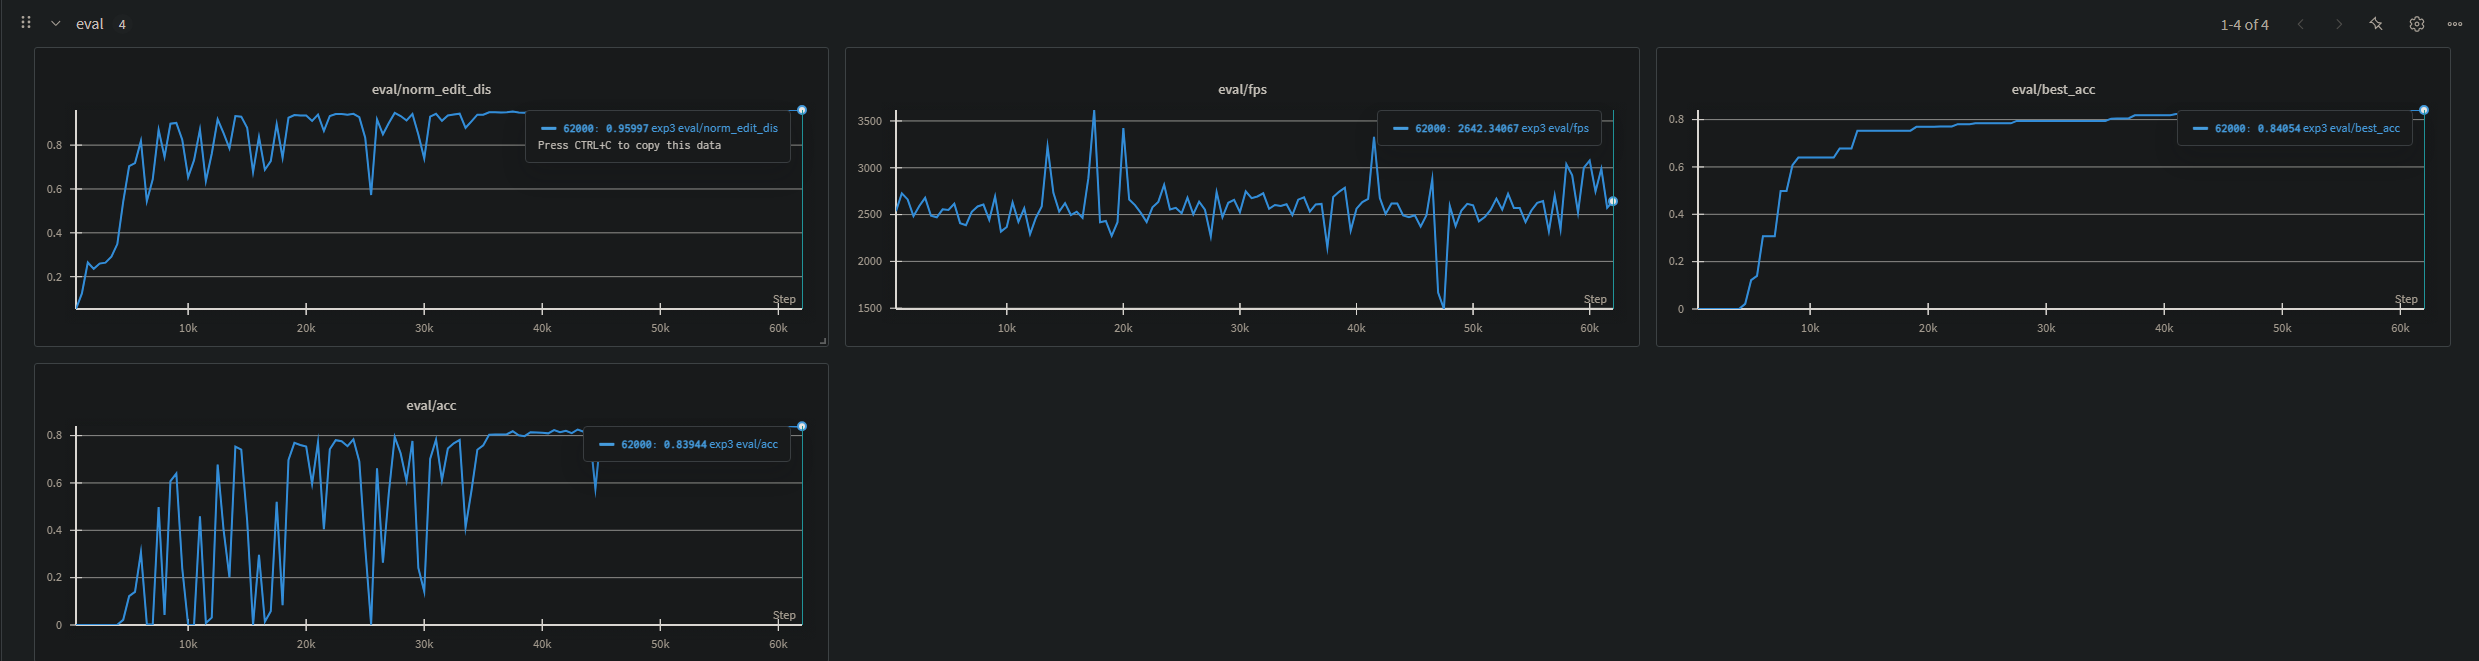 eval 4
1-4 of 4
eval/norm_edit_dis
0.8
0.6
0.4
0.2
62000: 0.95997 exp3 eval/norm_edit_dis
Press CTRL+C to copy this data
Step
10k 20k 30k 40k 50k 60k
eval/fps
3500
3000
2500
2000
1500
62000: 2642.34067 exp3 eval/fps
Step
10k 20k 30k 40k 50k 60k
eval/best_acc
0.8
0.6
0.4
0.2
0
62000: 0.84054 exp3 eval/best_acc
Step
10k 20k 30k 40k 50k 60k
eval/acc
0.8
0.6
0.4
0.2
0
62000: 0.83944 exp3 eval/acc
Step
10k 20k 30k 40k 50k 60k